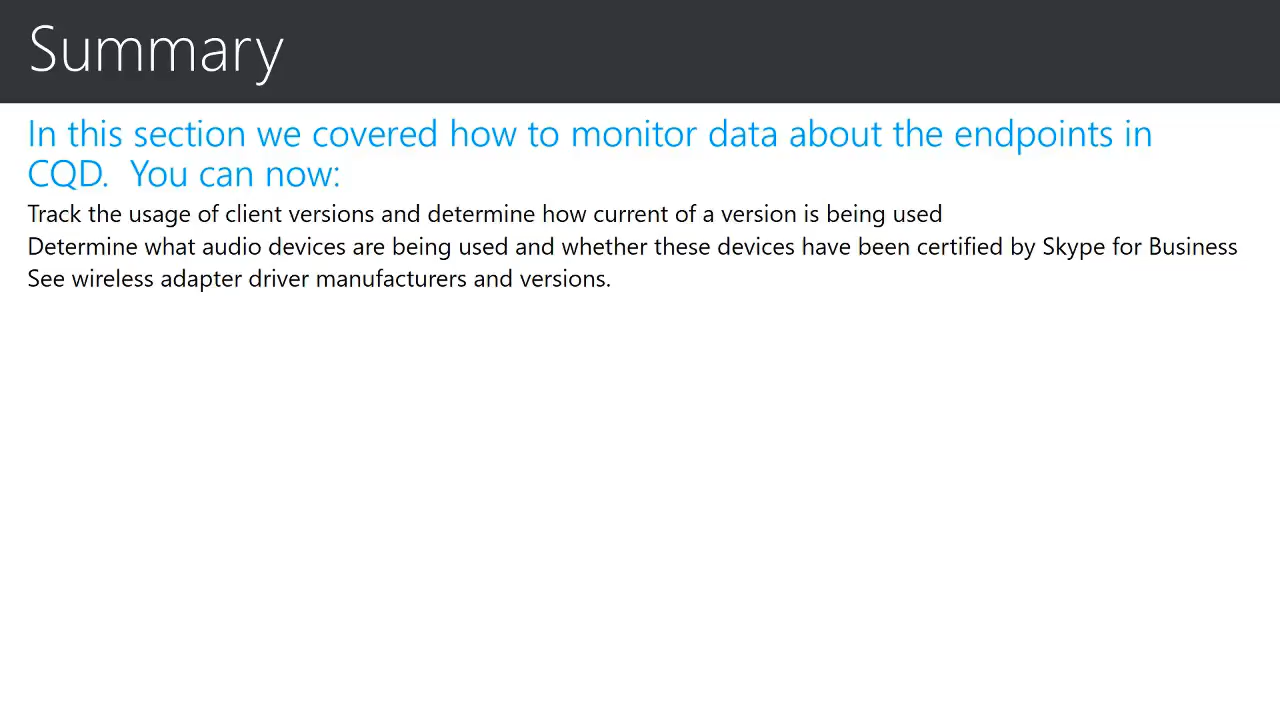 Summary
In this section we covered how to monitor data about the endpoints in
CQD.  You can now:
Track the usage of client versions and determine how current of a version is being used
Determine what audio devices are being used and whether these devices have been certified by Skype for Business
See wireless adapter driver manufacturers and versions.